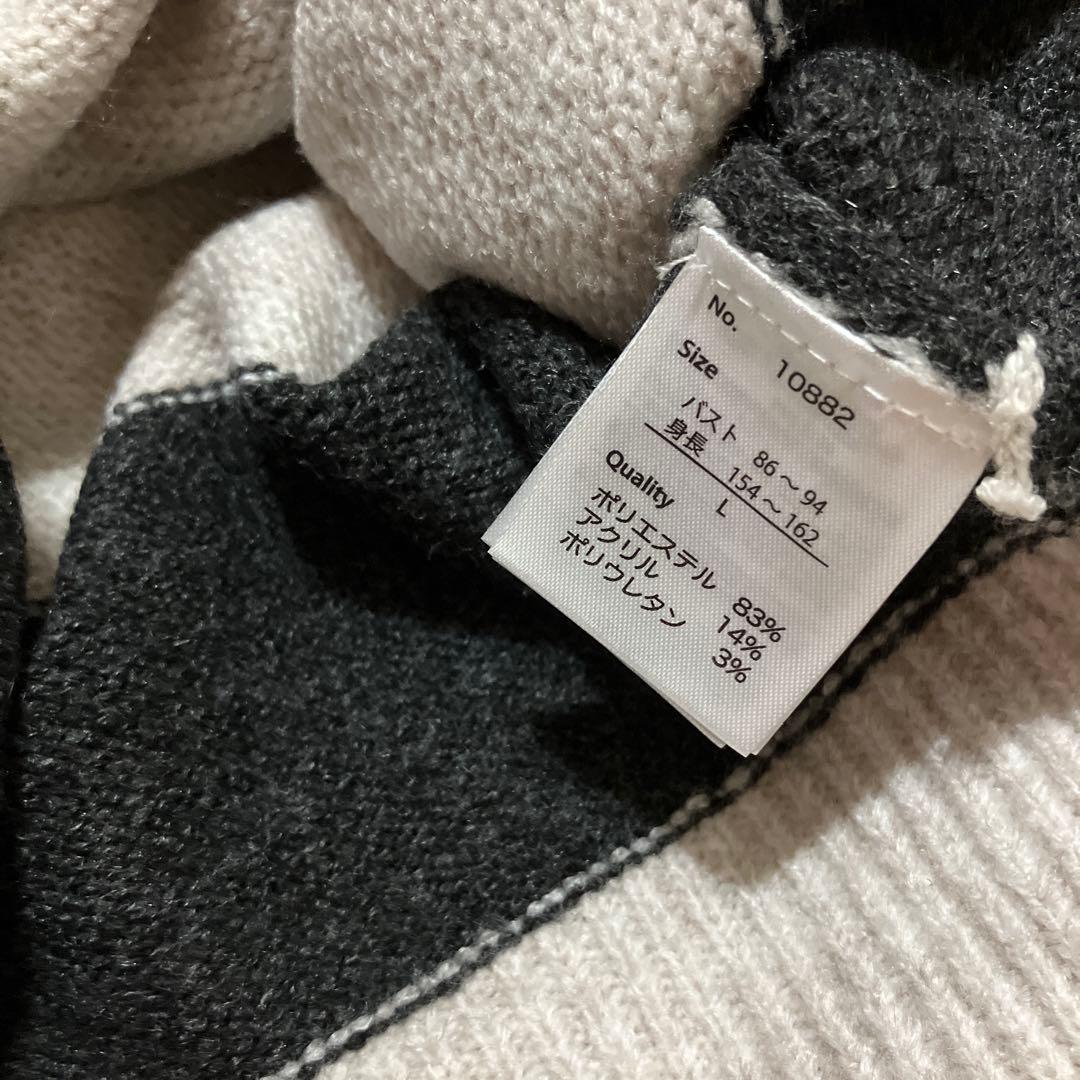 No. 10882
Size
バスト 86～94
身長 154～162
L
Quality
ポリエステル 83%
アクリル 14%
ポリウレタン 3%